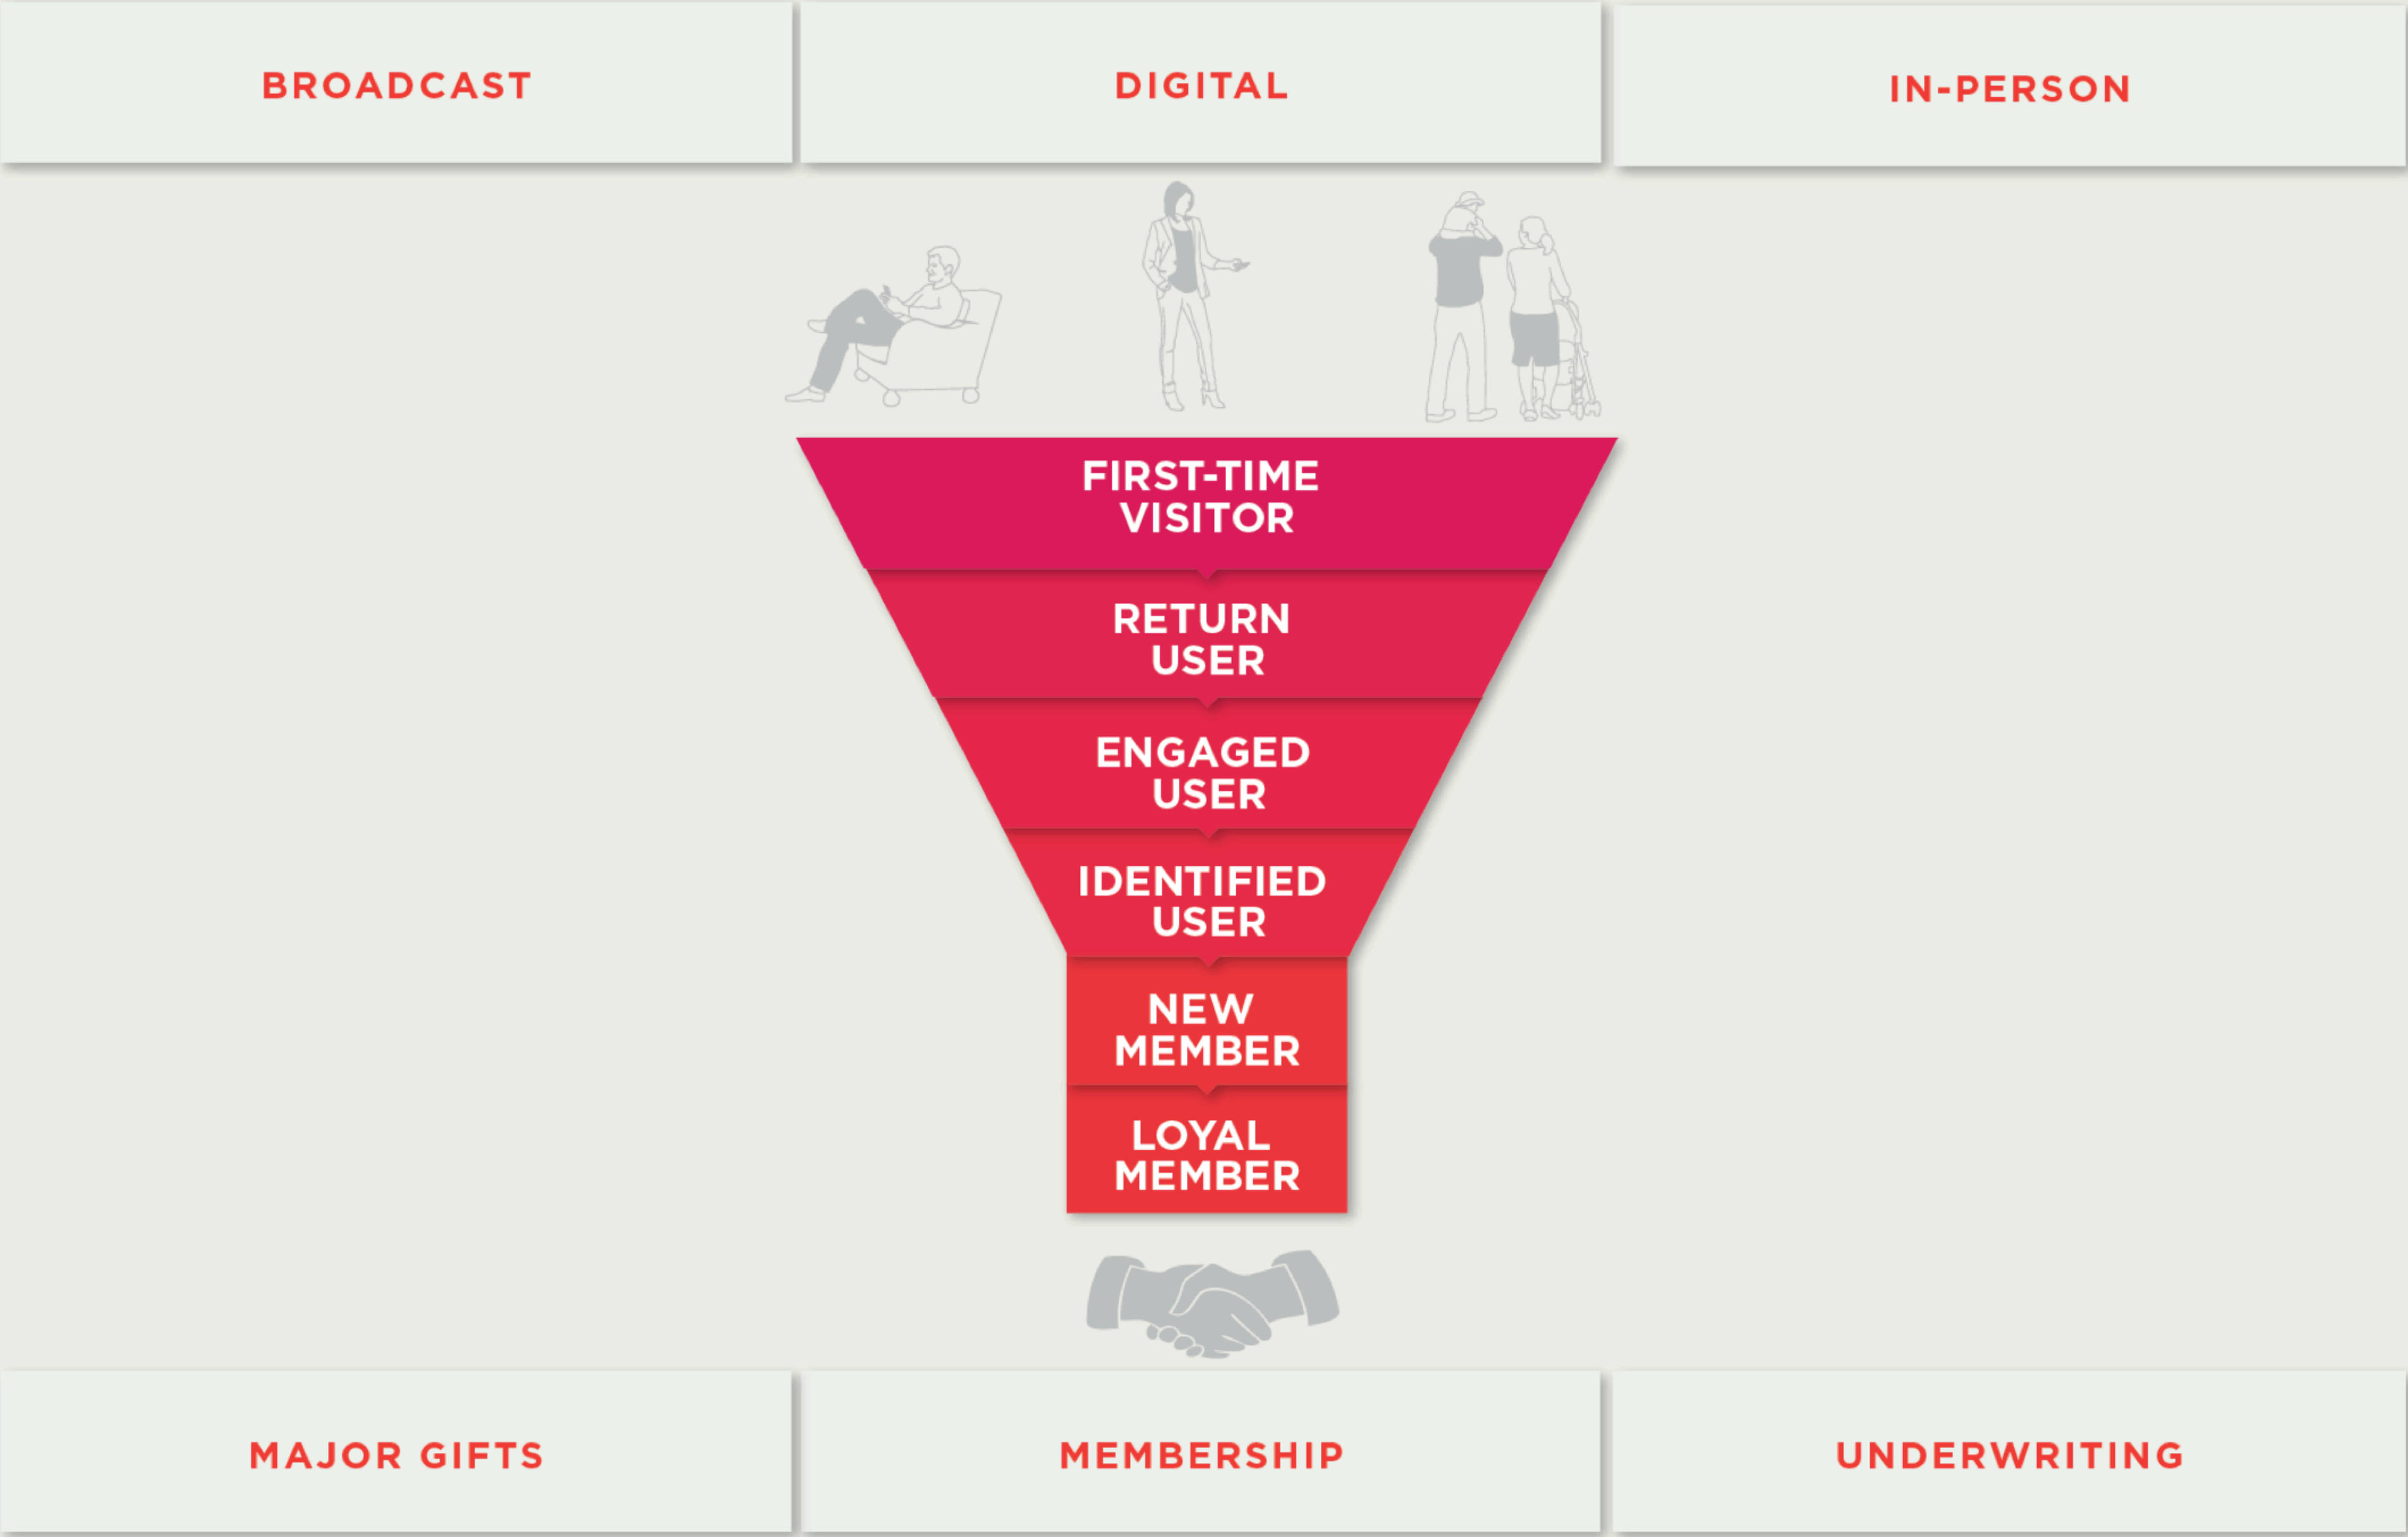 BROADCAST
DIGITAL
IN-PERSON
FIRST-TIME
VISITOR
RETURN
USER
ENGAGED
USER
IDENTIFIED
USER
NEW
MEMBER
LOYAL
MEMBER
MAJOR GIFTS
MEMBERSHIP
UNDERWRITING